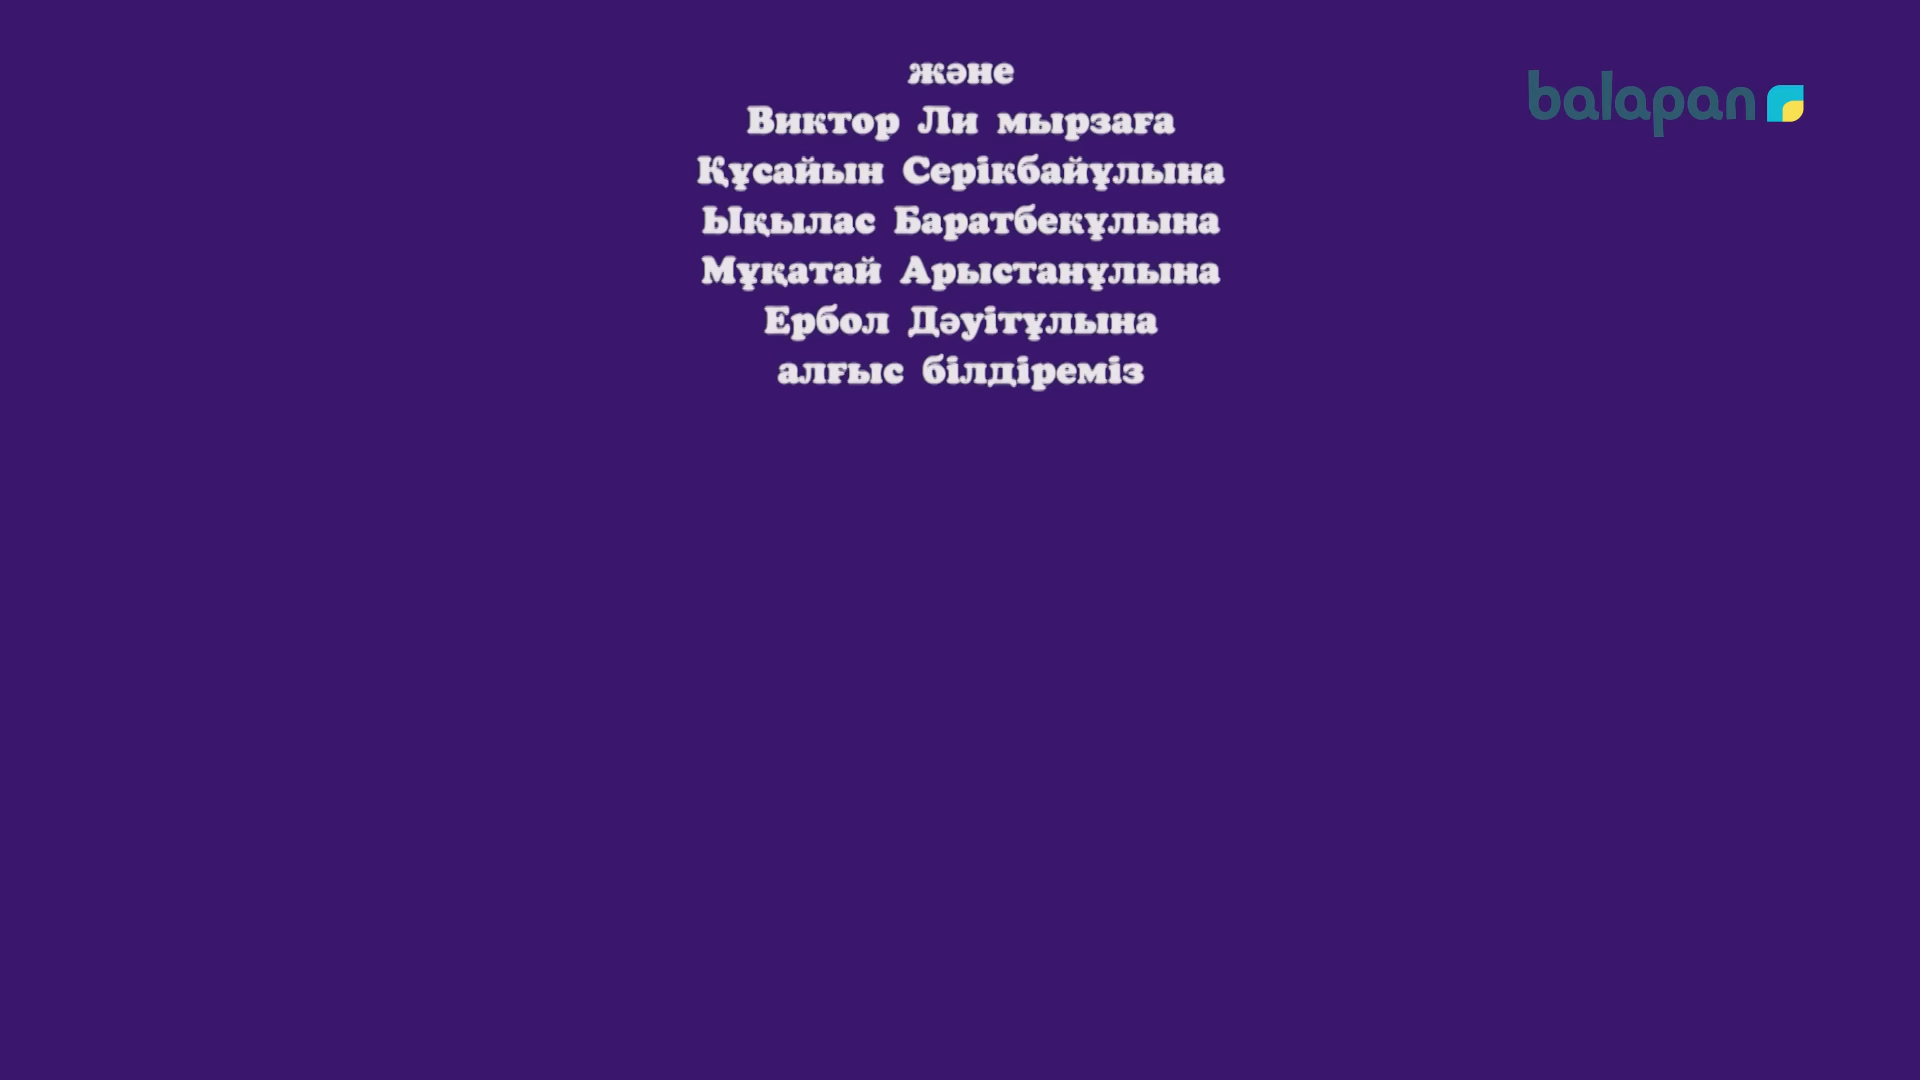 және
Виктор Ли мырзаға
Құсайын Серікбайұлына
Ықылас Баратбекұлына
Мұқатай Арыстанұлына
Ербол Дәуітұлына
алғыс білдіреміз
balapan